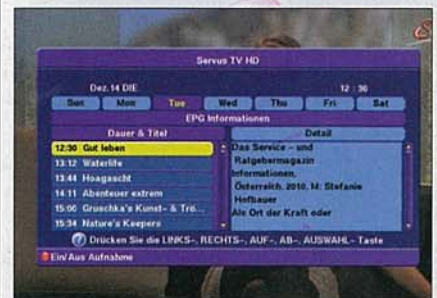 Servus TV HD
Dez.14 DIE 12:36
Sun Mon Tue Wed Thu Fri Sat
EPG Informationen
Dauer & Titel
12:30 Gut leben
13:12 Waterlife
13:44 Hoagascht
14:11 Abenteuer extrem
15:00 Gruschka's Kunst- & Trö...
15:34 Nature's Keepers
Detail
Das Service - und
Ratgebermagazin
Informationen,
Österreich, 2010, M: Stefanie
Hofbauer
Als Ort der Kraft oder
? Drücken Sie die LINKS-, RECHTS-, AUF-, AB-, AUSWAHL- Taste
Ein/Aus Aufnahme